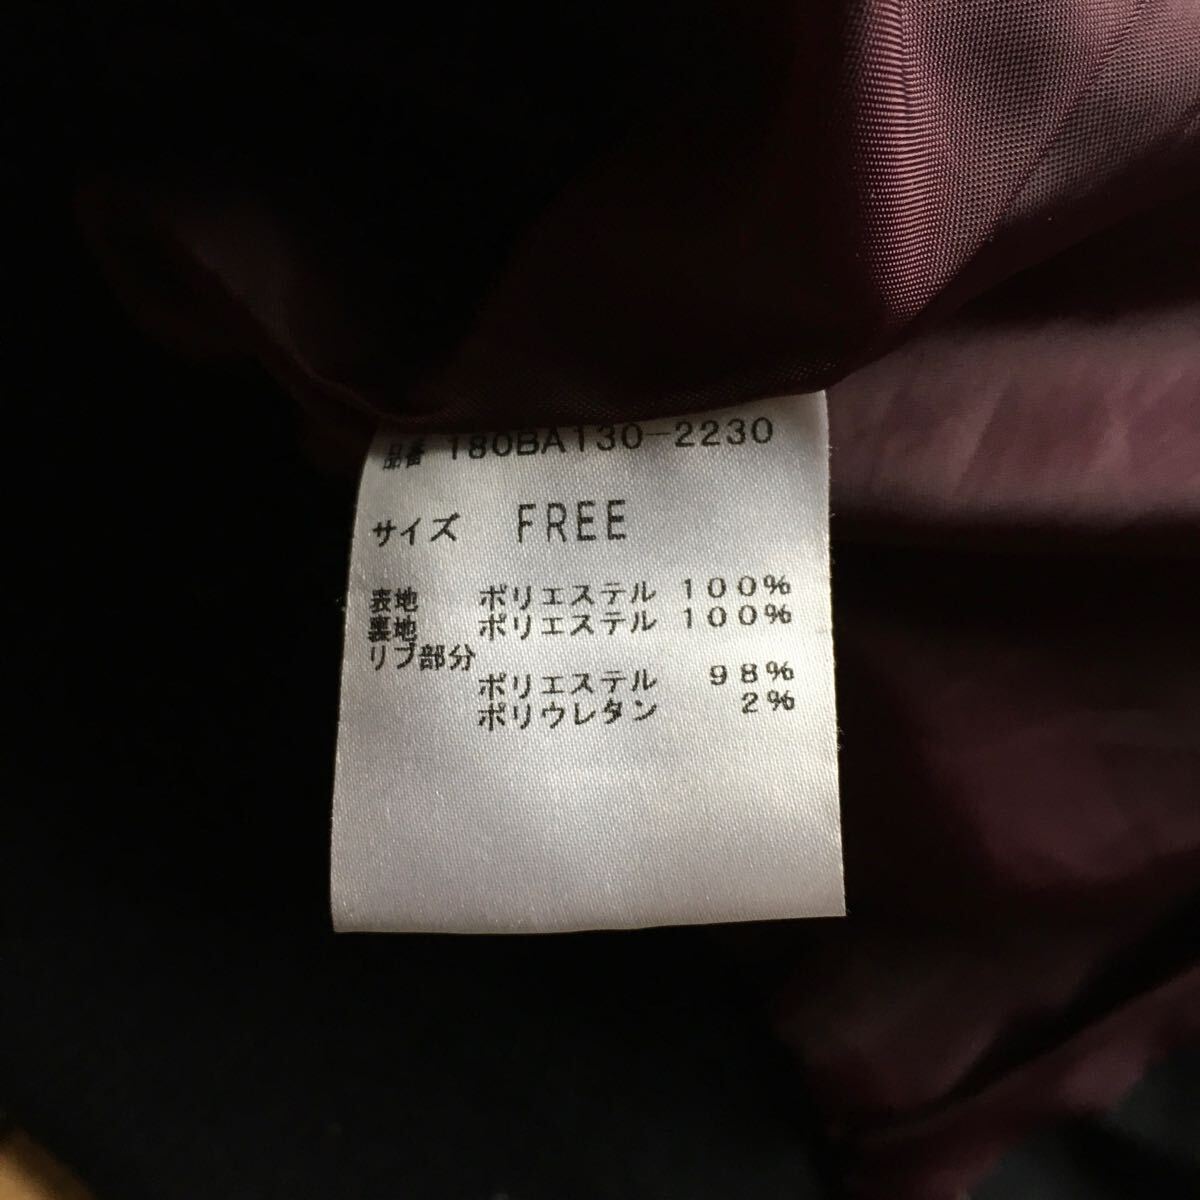 品番 180BA130-2230
サイズ FREE
表地 ポリエステル 100%
裏地 ポリエステル 100%
リブ部分
ポリエステル 98%
ポリウレタン 2%